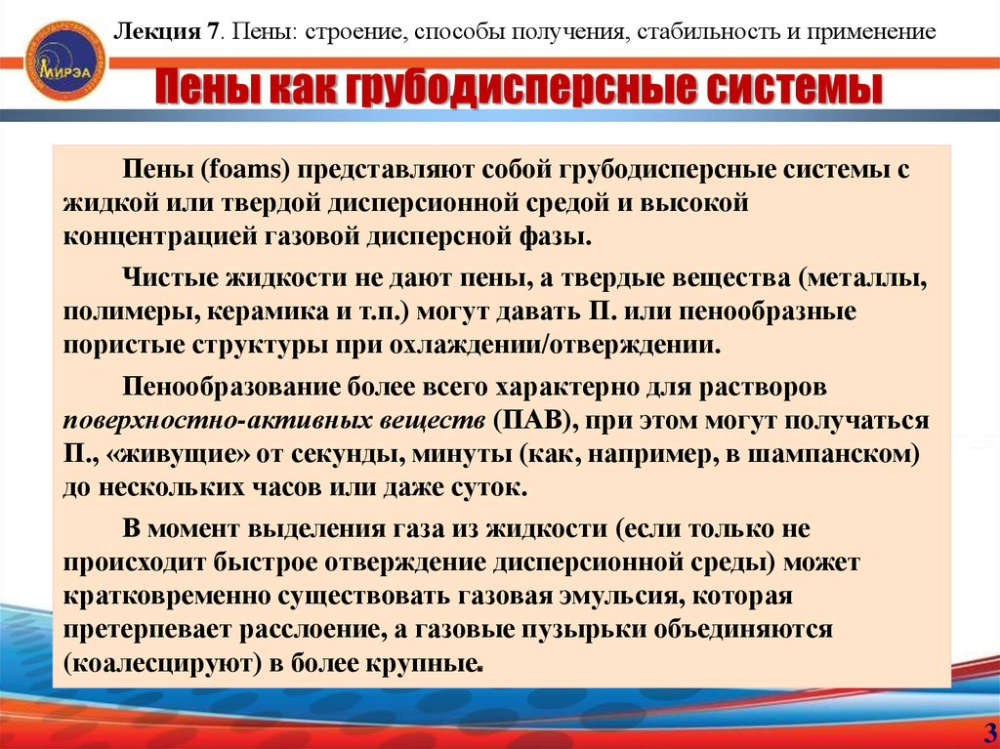 Лекция 7. Пены: строение, способы получения, стабильность и применение
МИРЭА
Пены как грубодисперсные системы
Пены (foams) представляют собой грубодисперсные системы с
жидкой или твердой дисперсионной средой и высокой
концентрацией газовой дисперсной фазы.
Чистые жидкости не дают пены, а твердые вещества (металлы,
полимеры, керамика и т.п.) могут давать П. или пенообразные
пористые структуры при охлаждении/отверждении.
Пенообразование более всего характерно для растворов
поверхностно-активных веществ (ПАВ), при этом могут получаться
П., «живущие» от секунды, минуты (как, например, в шампанском)
до нескольких часов или даже суток.
В момент выделения газа из жидкости (если только не
происходит быстрое отверждение дисперсионной среды) может
кратковременно существовать газовая эмульсия, которая
претерпевает расслоение, а газовые пузырьки объединяются
(коалесцируют) в более крупные.
3